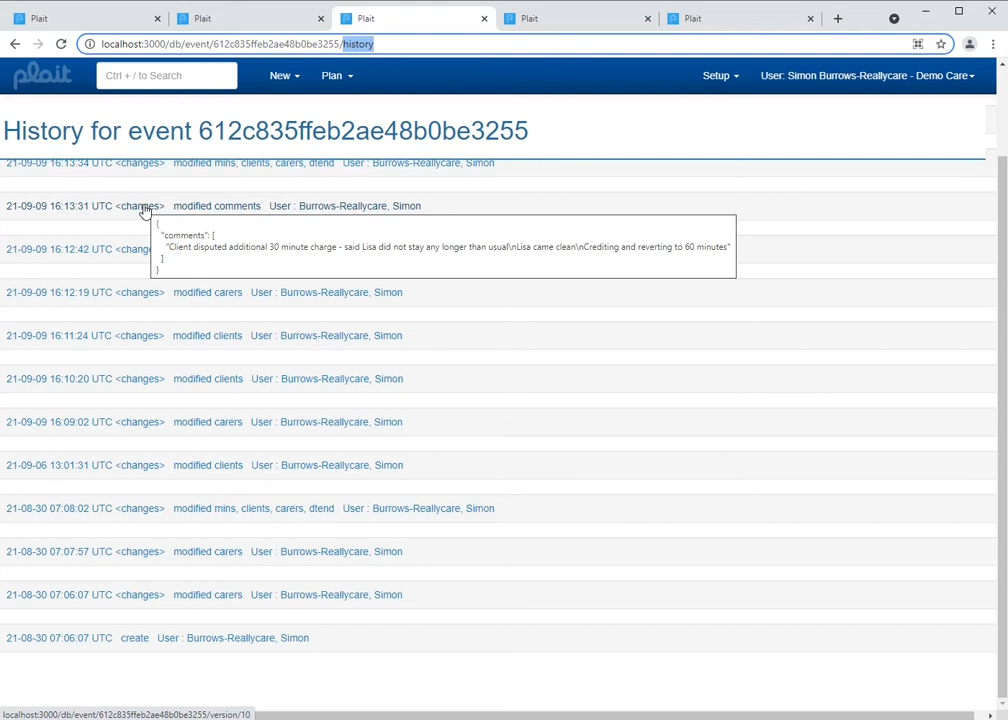 Plait
Plait
Plait
Plait
Plait
localhost:3000/db/event/612c835ffeb2ae48b0be3255/history
plait
Ctrl + / to Search
New
Plan
Setup
User: Simon Burrows-Reallycare - Demo Care
History for event 612c835ffeb2ae48b0be3255
21-09-09 16:13:34 UTC <changes> modified mins, clients, carers, dtend User : Burrows-Reallycare, Simon
21-09-09 16:13:31 UTC <changes> modified comments User : Burrows-Reallycare, Simon
{
"comments": [
"Client disputed additional 30 minute charge - said Lisa did not stay any longer than usual\nLisa came clean\nCrediting and reverting to 60 minutes"
]
}
21-09-09 16:12:42 UTC <chang
21-09-09 16:12:19 UTC <changes> modified carers User : Burrows-Reallycare, Simon
21-09-09 16:11:24 UTC <changes> modified clients User : Burrows-Reallycare, Simon
21-09-09 16:10:20 UTC <changes> modified clients User : Burrows-Reallycare, Simon
21-09-09 16:09:02 UTC <changes> modified carers User : Burrows-Reallycare, Simon
21-09-06 13:01:31 UTC <changes> modified clients User : Burrows-Reallycare, Simon
21-08-30 07:08:02 UTC <changes> modified mins, clients, carers, dtend User : Burrows-Reallycare, Simon
21-08-30 07:07:57 UTC <changes> modified carers User : Burrows-Reallycare, Simon
21-08-30 07:06:07 UTC <changes> modified carers User : Burrows-Reallycare, Simon
21-08-30 07:06:07 UTC create User : Burrows-Reallycare, Simon
localhost:3000/db/event/612c835ffeb2ae48b0be3255/version/10